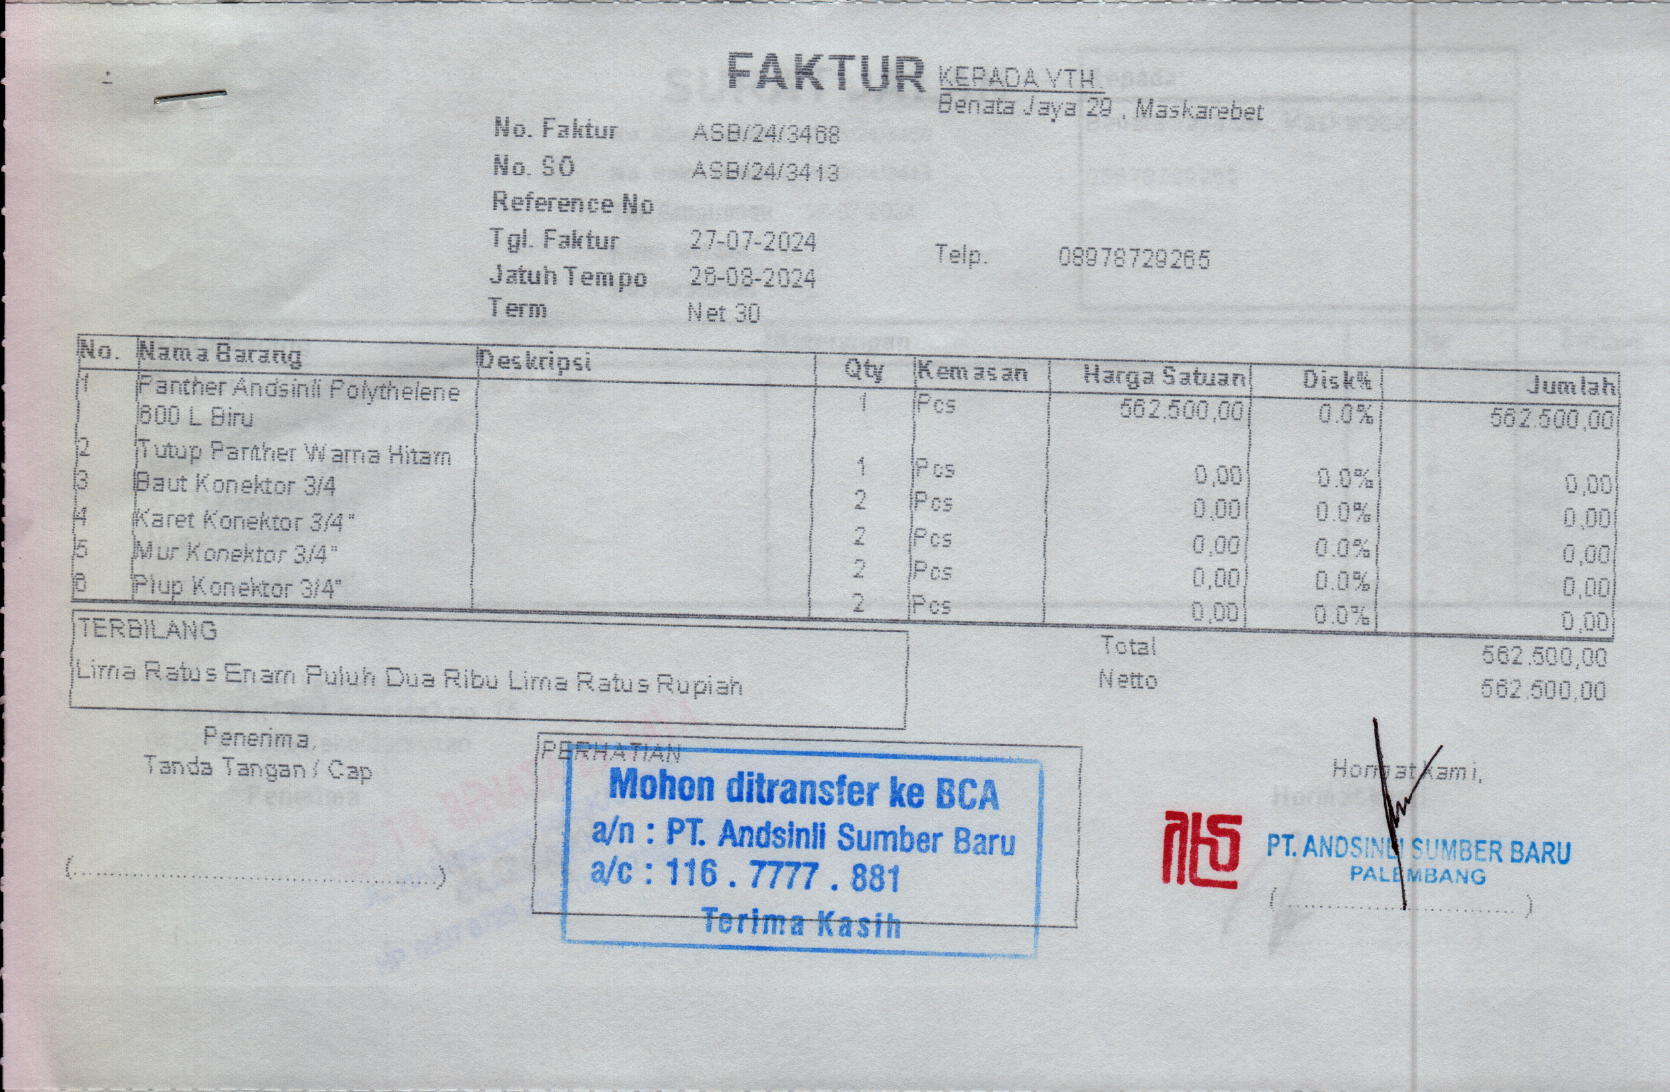 FAKTUR
KEPADA YTH.
Benata Jaya 29 , Maskarebet
No. Faktur ASB/24/3468
No. SO ASB/24/3413
Reference No
Tgl. Faktur 27-07-2024
Telp. 08978729265
Jatuh Tempo 26-08-2024
Term Net 30
No. Nama Barang Deskripsi Qty Kemasan Harga Satuan Disk% Jumlah
1 Panther Andsinli Polythelene 1 Pcs 562.500,00 0.0% 562.500,00
600 L Biru
2 Tutup Panther Warna Hitam 1 Pcs 0,00 0.0% 0,00
3 Baut Konektor 3/4 2 Pcs 0,00 0.0% 0,00
4 Karet Konektor 3/4" 2 Pcs 0,00 0.0% 0,00
5 Mur Konektor 3/4" 2 Pcs 0,00 0.0% 0,00
6 Plup Konektor 3/4" 2 Pcs 0,00 0.0% 0,00
TERBILANG
Lima Ratus Enam Puluh Dua Ribu Lima Ratus Rupiah
Total 562.500,00
Netto 562.500,00
Penerima,
Tanda Tangan / Cap
(........................................)
PERHATIAN
Mohon ditransfer ke BCA
a/n : PT. Andsinli Sumber Baru
a/c : 116 . 7777 . 881
Terima Kasih
Hormat Kami,
PT. ANDSINLI SUMBER BARU
PALEMBANG
(..............................)